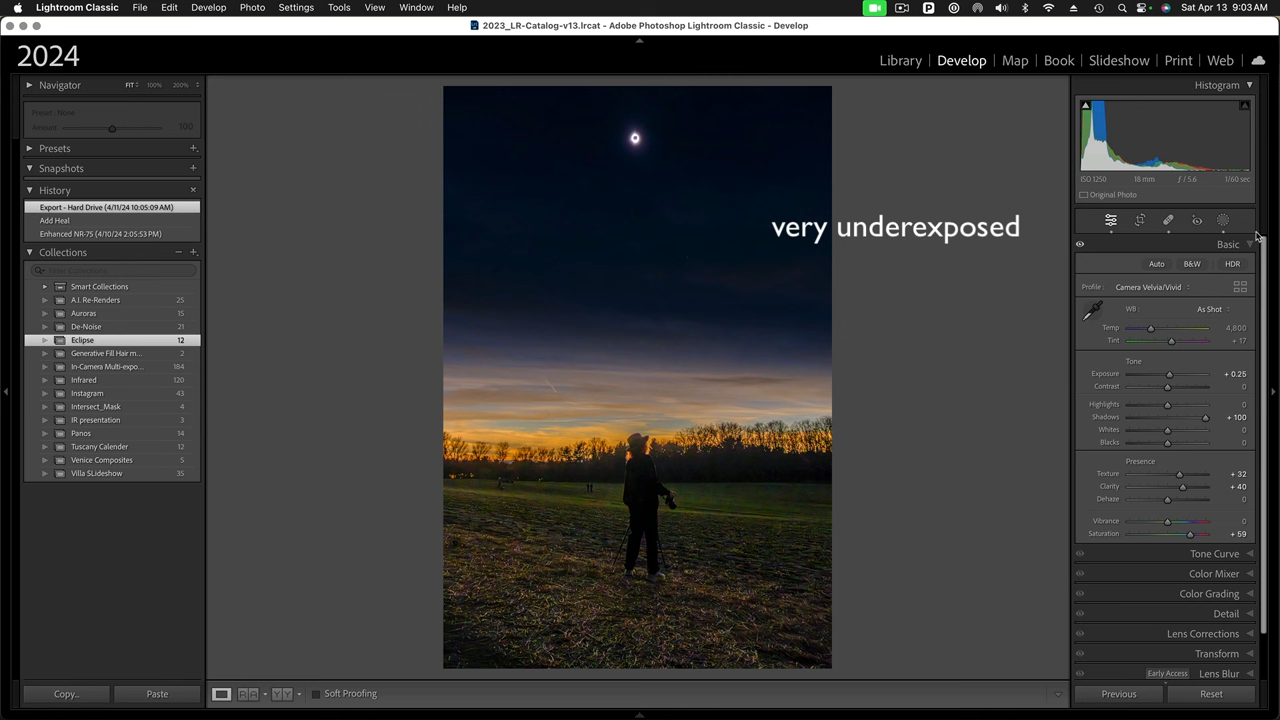 Lightroom Classic File Edit Develop Photo Settings Tools View Window Help Sat Apr 13 9:03 AM
2023_LR-Catalog-v13.lrcat - Adobe Photoshop Lightroom Classic - Develop
2024 Library Develop Map Book Slideshow Print Web
Navigator FIT 100% 200%
Preset : None
Amount 100
Presets
Snapshots
History
Export - Hard Drive (4/11/24 10:05:09 AM)
Add Heal
Enhanced NR-75 (4/10/24 2:05:53 PM)
Collections
Smart Collections
A.I. Re-Renders 25
Auroras 15
De-Noise 21
Eclipse 12
Generative Fill Hair m... 2
In-Camera Multi-expo... 184
Infrared 120
Instagram 43
Intersect_Mask 4
IR presentation 3
Panos 14
Tuscany Calender 12
Venice Composites 5
Villa SLideshow 35
Copy... Paste
very underexposed
Soft Proofing
Histogram
ISO 1250 18 mm ƒ / 5.6 1/60 sec
Original Photo
Basic
Auto B&W HDR
Profile : Camera Velvia/Vivid
WB : As Shot
Temp 4,800
Tint + 17
Tone
Exposure + 0.25
Contrast 0
Highlights 0
Shadows + 100
Whites 0
Blacks 0
Presence
Texture + 32
Clarity + 40
Dehaze 0
Vibrance 0
Saturation + 59
Tone Curve
Color Mixer
Color Grading
Detail
Lens Corrections
Transform
Early Access Lens Blur
Previous Reset